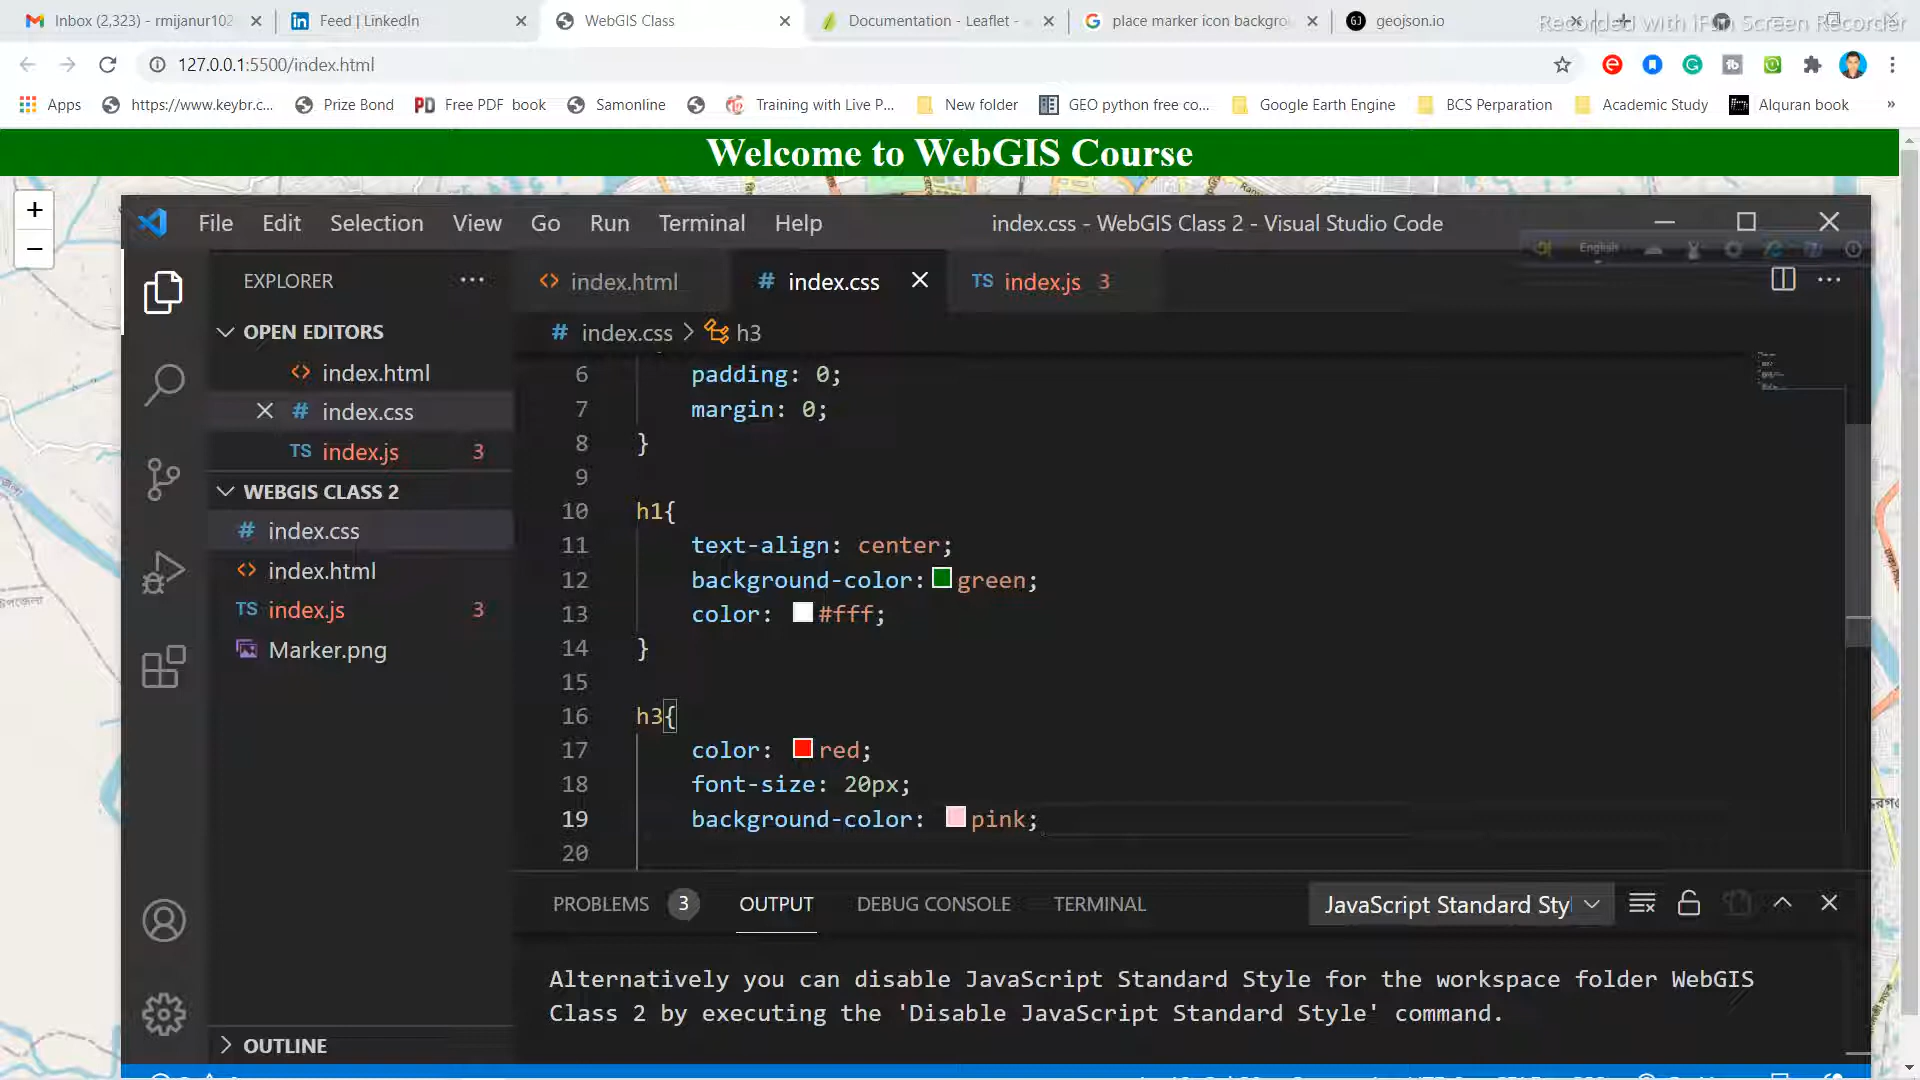 Inbox (2,323) - rmijanur102
Feed | LinkedIn
WebGIS Class
Documentation - Leaflet -
place marker icon backgro
geojson.io
Recorded with iFun Screen Recorder
127.0.0.1:5500/index.html
Apps
https://www.keybr.c...
Prize Bond
PD
Free PDF book
Samonline
Training with Live P...
New folder
GEO python free co...
Google Earth Engine
BCS Perparation
Academic Study
Alquran book
»
Welcome to WebGIS Course
+
−
File Edit Selection View Go Run Terminal Help
index.css - WebGIS Class 2 - Visual Studio Code
English
EXPLORER
index.html
# index.css
TS index.js 3
OPEN EDITORS
# index.css > h3
<> index.html
# index.css
TS index.js 3
WEBGIS CLASS 2
# index.css
<> index.html
TS index.js 3
Marker.png
6 padding: 0;
7 margin: 0;
8 }
9
10 h1{
11 text-align: center;
12 background-color: green;
13 color: #fff;
14 }
15
16 h3{
17 color: red;
18 font-size: 20px;
19 background-color: pink;
20
PROBLEMS 3 OUTPUT DEBUG CONSOLE TERMINAL
JavaScript Standard Styl
Alternatively you can disable JavaScript Standard Style for the workspace folder WebGIS
Class 2 by executing the 'Disable JavaScript Standard Style' command.
OUTLINE